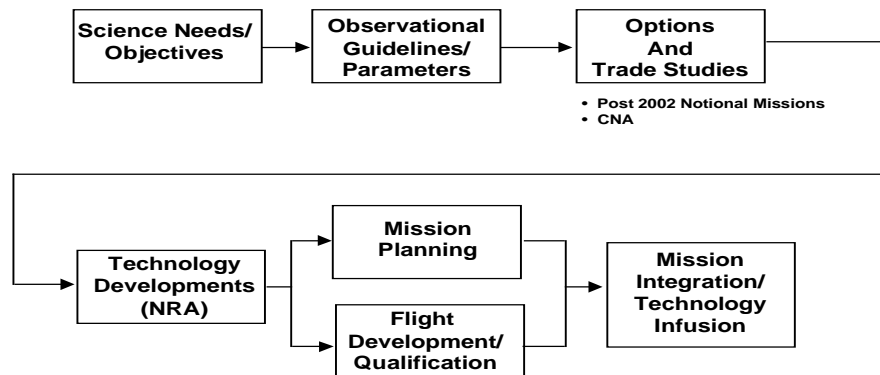 Science Needs/
Objectives
Observational
Guidelines/
Parameters
Options
And
Trade Studies
• Post 2002 Notional Missions
• CNA
Technology
Developments
(NRA)
Mission
Planning
Flight
Development/
Qualification
Mission
Integration/
Technology
Infusion